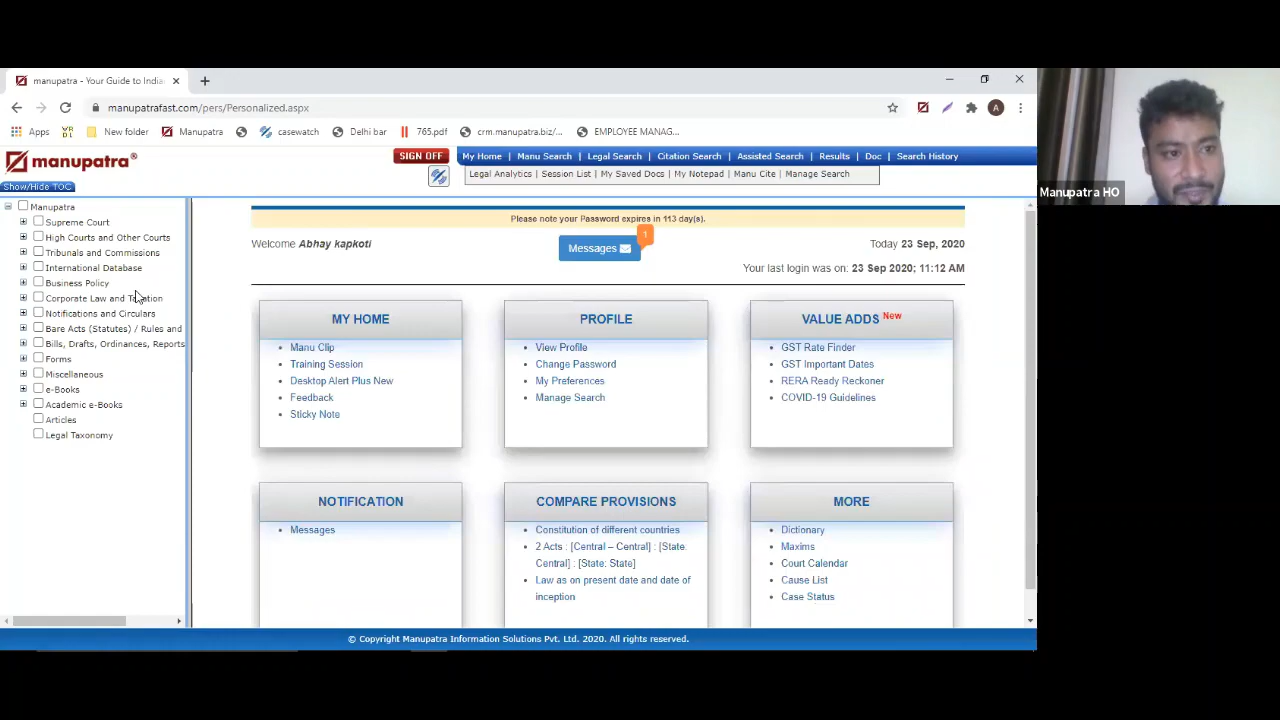 manupatra - Your Guide to India
manupatrafast.com/pers/Personalized.aspx
A
Apps
New folder
Manupatra
casewatch
Delhi bar
765.pdf
crm.manupatra.biz/...
EMPLOYEE MANAG...
manupatra®
SIGN OFF
My Home | Manu Search | Legal Search | Citation Search | Assisted Search | Results | Doc | Search History
Legal Analytics | Session List | My Saved Docs | My Notepad | Manu Cite | Manage Search
Show/Hide TOC
Manupatra
Supreme Court
High Courts and Other Courts
Tribunals and Commissions
International Database
Business Policy
Corporate Law and Taxation
Notifications and Circulars
Bare Acts (Statutes) / Rules and
Bills, Drafts, Ordinances, Reports
Forms
Miscellaneous
e-Books
Academic e-Books
Articles
Legal Taxonomy
Please note your Password expires in 113 day(s).
Welcome Abhay kapkoti
Messages
1
Today 23 Sep, 2020
Your last login was on: 23 Sep 2020; 11:12 AM
MY HOME
Manu Clip
Training Session
Desktop Alert Plus New
Feedback
Sticky Note
PROFILE
View Profile
Change Password
My Preferences
Manage Search
VALUE ADDS New
GST Rate Finder
GST Important Dates
RERA Ready Reckoner
COVID-19 Guidelines
NOTIFICATION
Messages
COMPARE PROVISIONS
Constitution of different countries
2 Acts : [Central – Central] : [State
Central] : [State: State]
Law as on present date and date of
inception
MORE
Dictionary
Maxims
Court Calendar
Cause List
Case Status
© Copyright Manupatra Information Solutions Pvt. Ltd. 2020. All rights reserved.
Manupatra HO